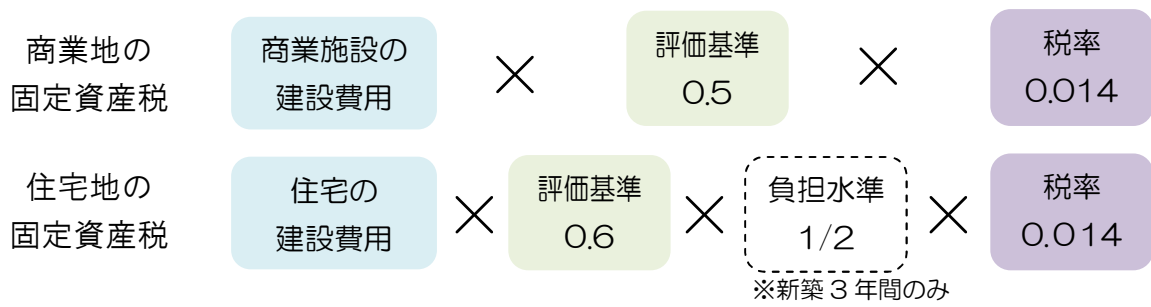 商業地の
固定資産税
商業施設の
建設費用
×
評価基準
0.5
×
税率
0.014
住宅地の
固定資産税
住宅の
建設費用
×
評価基準
0.6
×
負担水準
1/2
×
税率
0.014
※新築3年間のみ